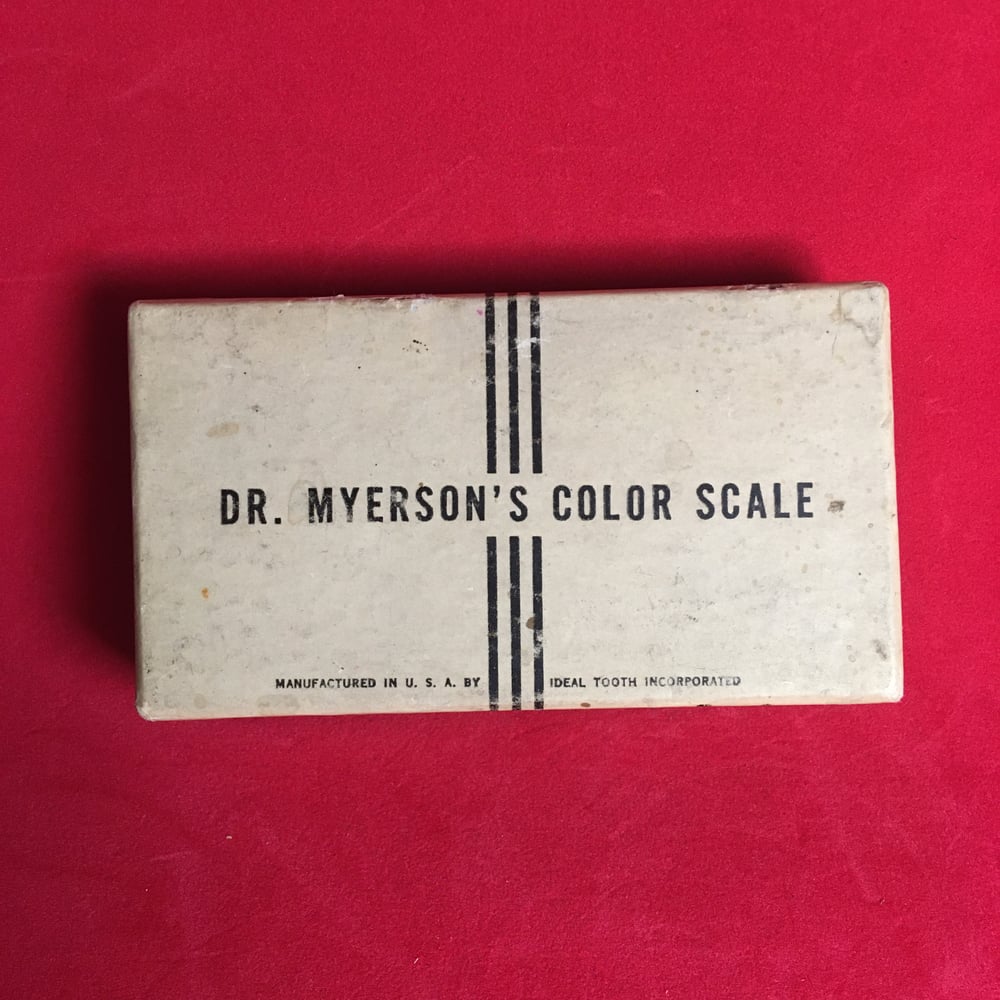 DR. MYERSON'S COLOR SCALE
MANUFACTURED IN U. S. A. BY IDEAL TOOTH INCORPORATED